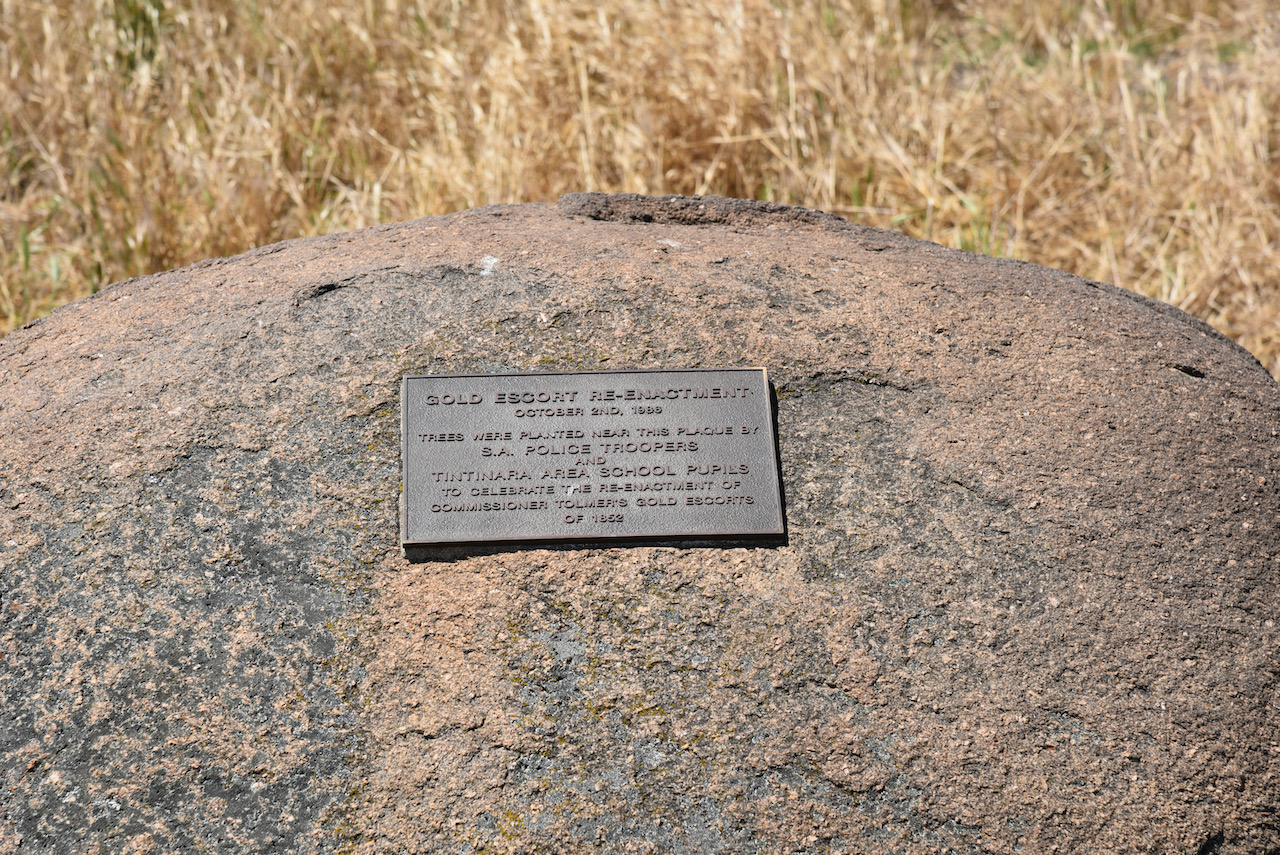 GOLD ESCORT RE-ENACTMENT
OCTOBER 2ND, 1986
TREES WERE PLANTED NEAR THIS PLAQUE BY
S.A. POLICE TROOPERS
AND
TINTINARA AREA SCHOOL PUPILS
TO CELEBRATE THE RE-ENACTMENT OF
COMMISSIONER TOLMER'S GOLD ESCORTS
OF 1852